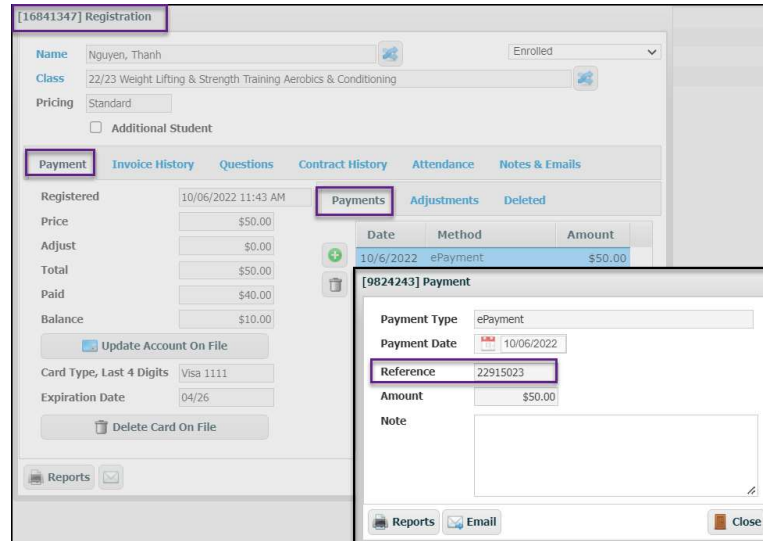 [16841347] Registration
Name Nguyen, Thanh Enrolled
Class 22/23 Weight Lifting & Strength Training Aerobics & Conditioning
Pricing Standard
Additional Student
Payment Invoice History Questions Contract History Attendance Notes & Emails
Registered 10/06/2022 11:43 AM
Price $50.00
Adjust $0.00
Total $50.00
Paid $40.00
Balance $10.00
Update Account On File
Card Type, Last 4 Digits Visa 1111
Expiration Date 04/26
Delete Card On File
Reports
Payments Adjustments Deleted
Date Method Amount
10/6/2022 ePayment $50.00
[9824243] Payment
Payment Type ePayment
Payment Date 10/06/2022
Reference 22915023
Amount $50.00
Note
Reports Email Close